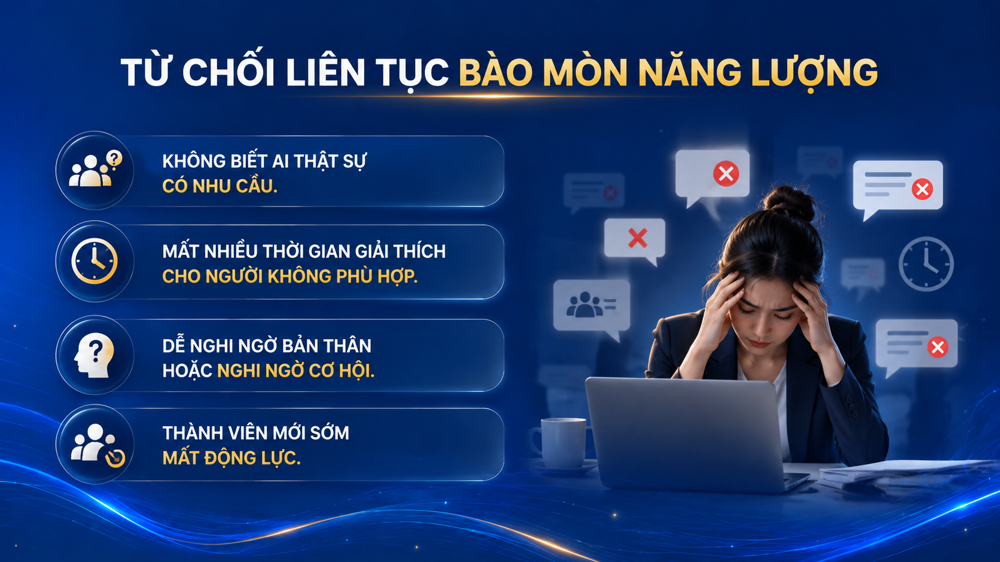 TỪ CHỐI LIÊN TỤC BÀO MÒN NĂNG LƯỢNG
KHÔNG BIẾT AI THẬT SỰ
CÓ NHU CẦU.
MẤT NHIỀU THỜI GIAN GIẢI THÍCH
CHO NGƯỜI KHÔNG PHÙ HỢP.
DỄ NGHI NGỜ BẢN THÂN
HOẶC NGHI NGỜ CƠ HỘI.
THÀNH VIÊN MỚI SỚM
MẤT ĐỘNG LỰC.